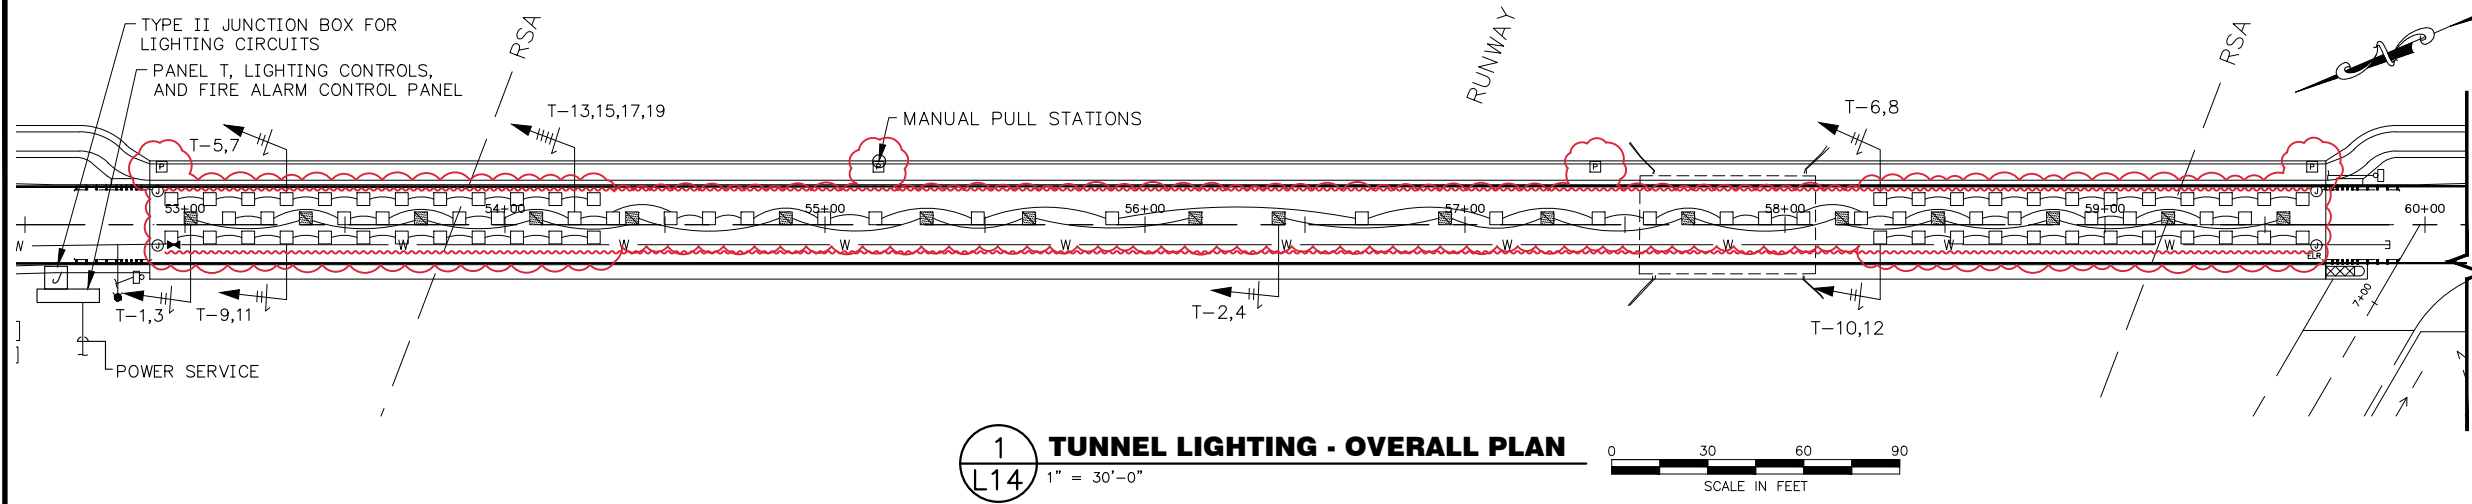 TYPE II JUNCTION BOX FOR
LIGHTING CIRCUITS
PANEL T, LIGHTING CONTROLS,
AND FIRE ALARM CONTROL PANEL
RSA
RUNWAY
RSA
T-5,7
T-13,15,17,19
MANUAL PULL STATIONS
T-6,8
P
P
P
P
J
J
53+00
54+00
55+00
56+00
57+00
58+00
59+00
60+00
W
W
W
W
W
W
W
W
W
W
J
J
ELR
J
7+00
T-1,3
T-9,11
T-2,4
T-10,12
POWER SERVICE
1
L14
TUNNEL LIGHTING - OVERALL PLAN
1" = 30'-0"
0 30 60 90
SCALE IN FEET